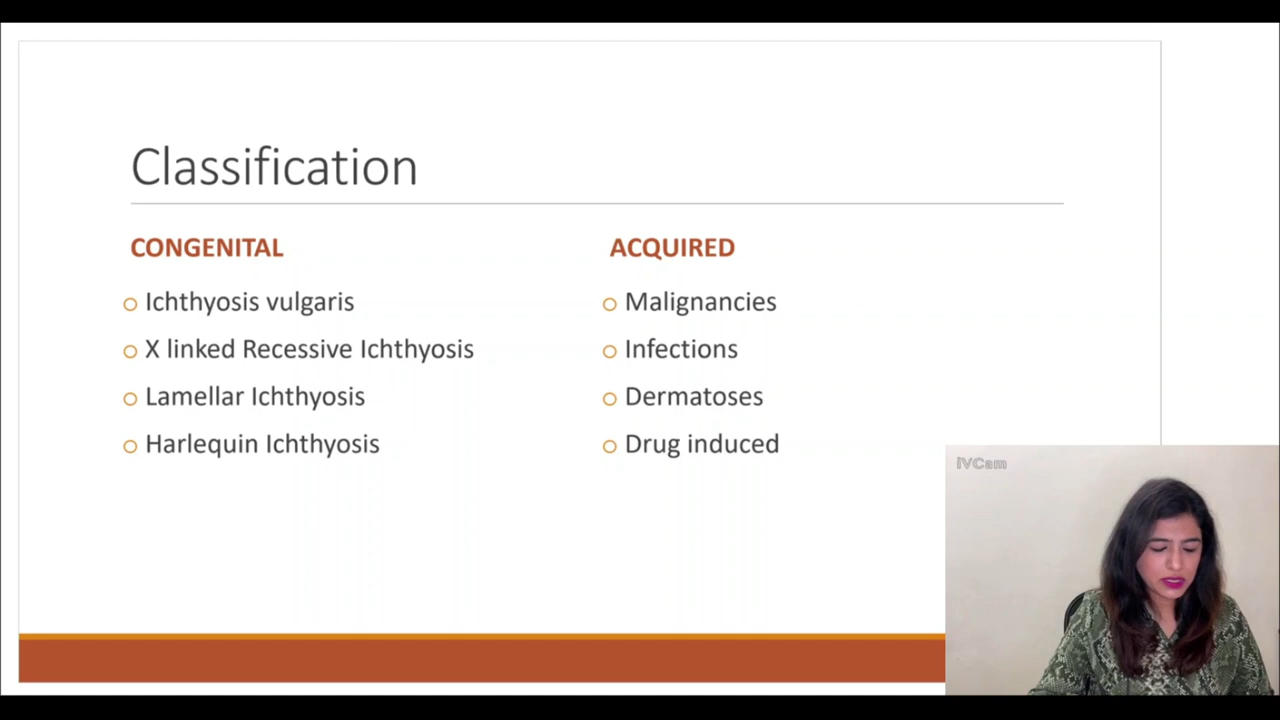 Classification
CONGENITAL
Ichthyosis vulgaris
X linked Recessive Ichthyosis
Lamellar Ichthyosis
Harlequin Ichthyosis
ACQUIRED
Malignancies
Infections
Dermatoses
Drug induced
iVCam